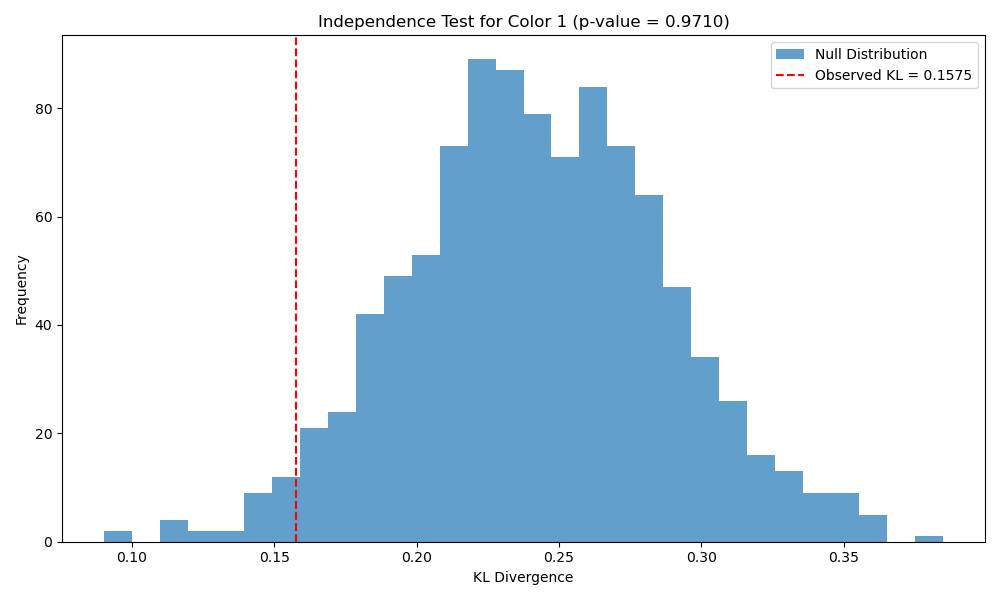 Independence Test for Color 1 (p-value = 0.9710)
Null Distribution
Observed KL = 0.1575
Frequency
80
60
40
20
0
0.10 0.15 0.20 0.25 0.30 0.35
KL Divergence